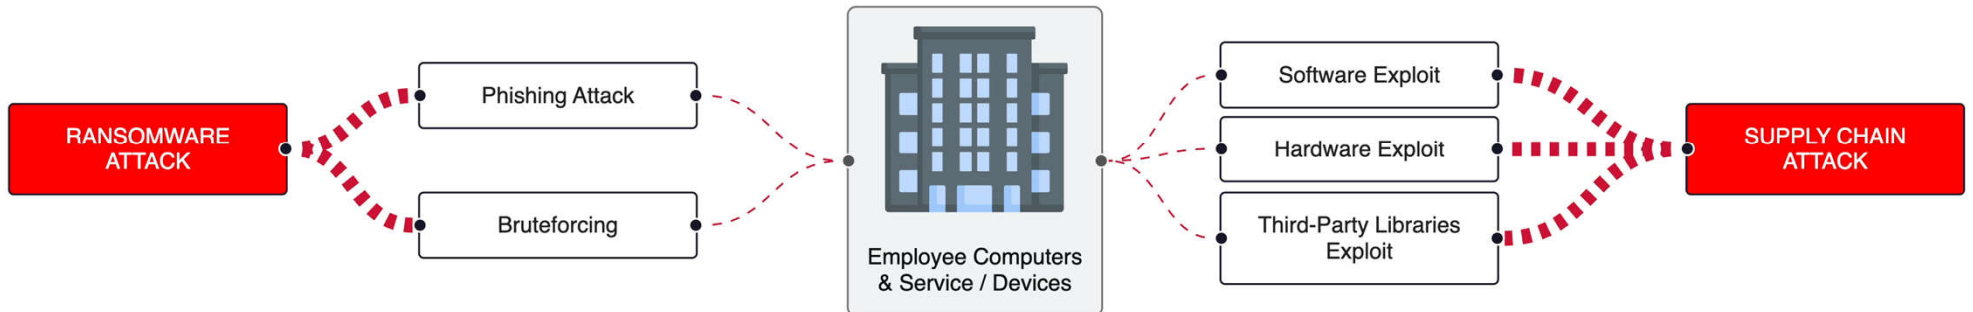 RANSOMWARE
ATTACK
Phishing Attack
Bruteforcing
Employee Computers
& Service / Devices
Software Exploit
Hardware Exploit
Third-Party Libraries
Exploit
SUPPLY CHAIN
ATTACK